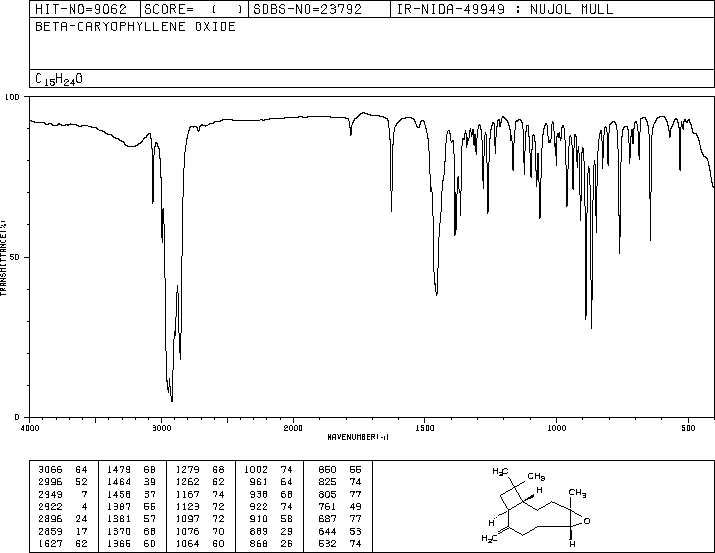 HIT-NO=9062 SCORE= ( ) SDBS-NO=23792 IR-NIDA-49949 : NUJOL MULL
BETA-CARYOPHYLLENE OXIDE
C15H24O
100
50
0
TRANSMITTANCE(%)
4000 3000 2000 1500 1000 500
WAVENUMBER(-1)
3066 64 1479 68 1279 68 1002 74 850 55
2996 52 1464 39 1262 62 961 64 825 74
2949 7 1458 37 1167 74 938 68 805 77
2922 4 1387 55 1123 72 922 74 761 49
2896 24 1381 57 1097 72 910 58 687 77
2859 17 1370 68 1076 70 889 29 644 53
1627 62 1366 60 1064 60 868 26 532 74
H3C
CH3
H
CH3
H
O
H2C
H